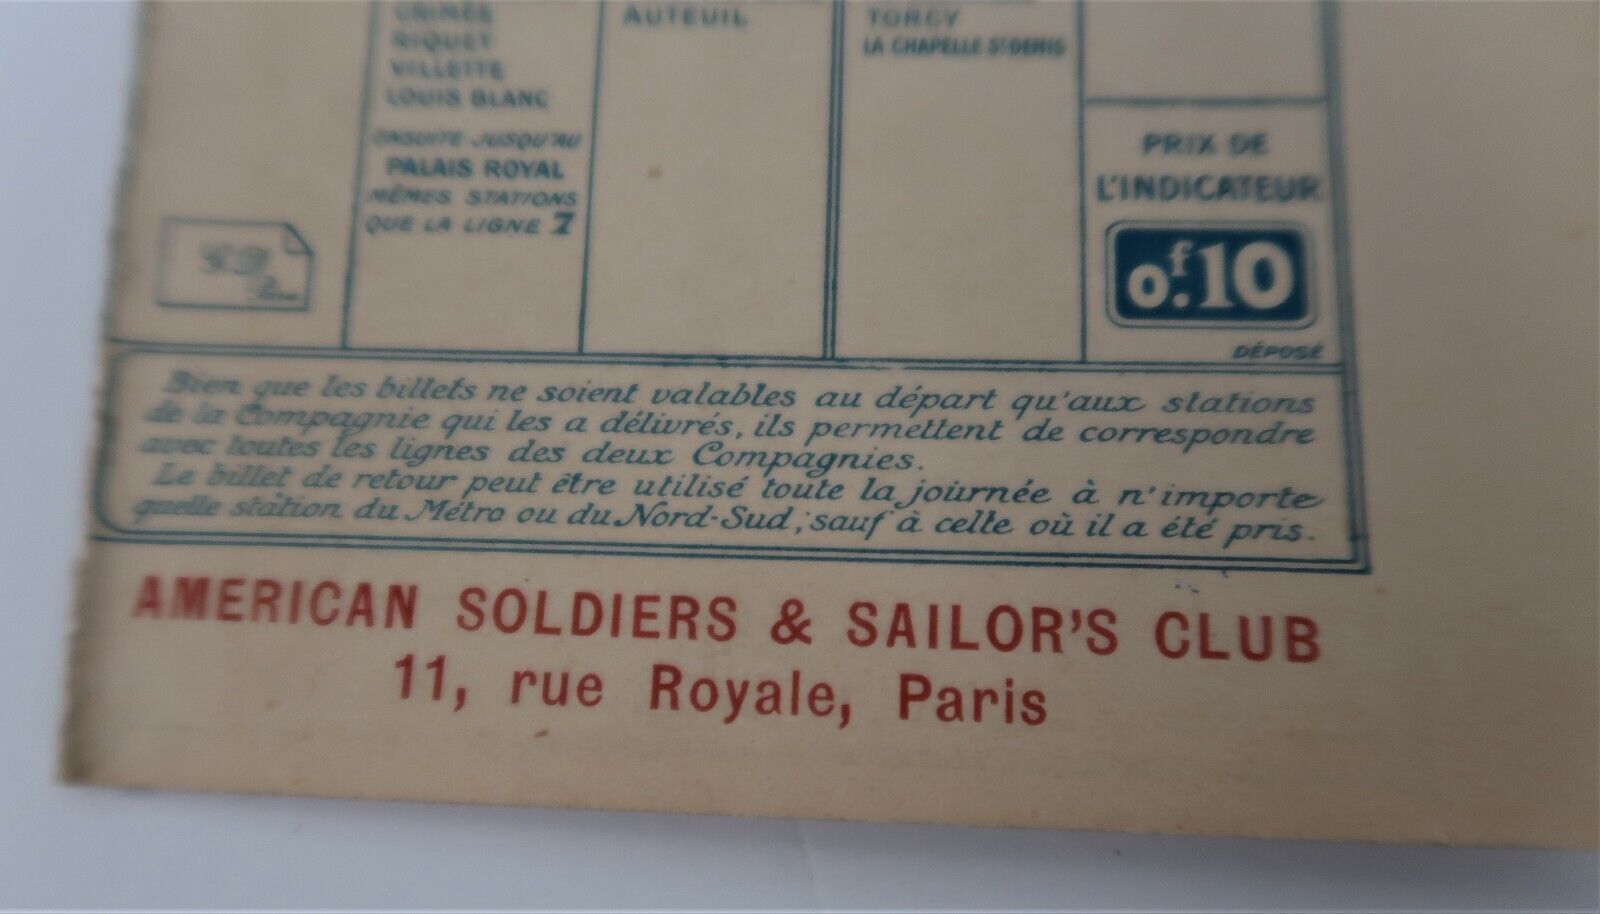 CRIMÉE
RIQUET
VILLETTE
LOUIS BLANC
ENSUITE JUSQU'AU
PALAIS ROYAL
MÊMES STATIONS
QUE LA LIGNE 7
AUTEUIL
TORCY
LA CHAPELLE ST DENIS
PRIX DE
L'INDICATEUR
0f.10
DÉPOSÉ
Bien que les billets ne soient valables au départ qu'aux stations
de la Compagnie qui les a délivrés, ils permettent de correspondre
avec toutes les lignes des deux Compagnies.
Le billet de retour peut être utilisé toute la journée à n'importe
quelle station du Métro ou du Nord-Sud, sauf à celle où il a été pris.
AMERICAN SOLDIERS & SAILOR'S CLUB
11, rue Royale, Paris